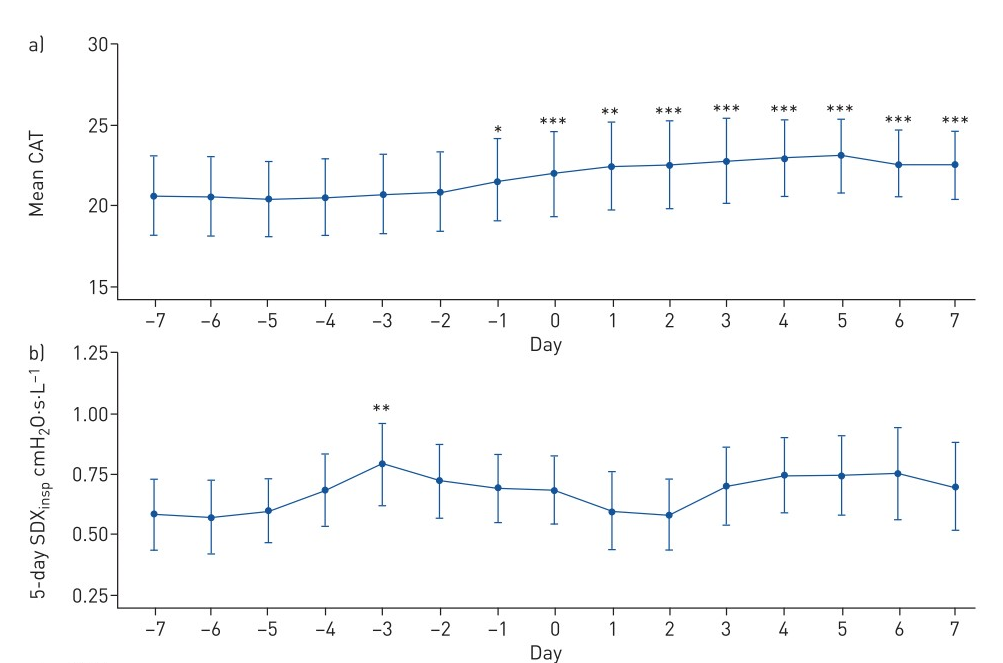 a)
Mean CAT
30
25
20
15
* *** ** *** *** *** *** *** ***
–7 –6 –5 –4 –3 –2 –1 0 1 2 3 4 5 6 7
Day
b)
5-day SDXinsp cmH2O·s·L−1
1.25
1.00
0.75
0.50
0.25
**
–7 –6 –5 –4 –3 –2 –1 0 1 2 3 4 5 6 7
Day